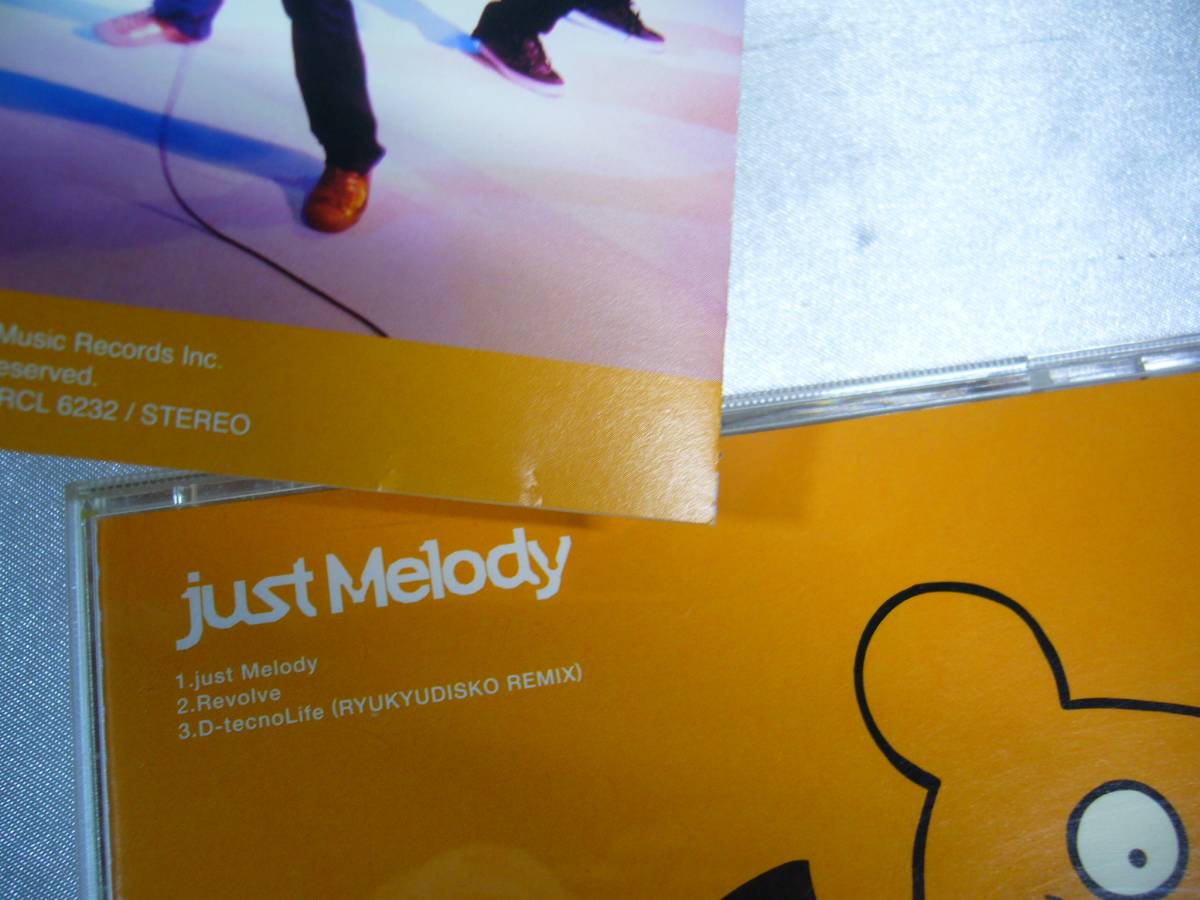 Music Records Inc.
eserved.
RCL 6232 / STEREO
just Melody
1.just Melody
2.Revolve
3.D-tecnoLife (RYUKYUDISKO REMIX)